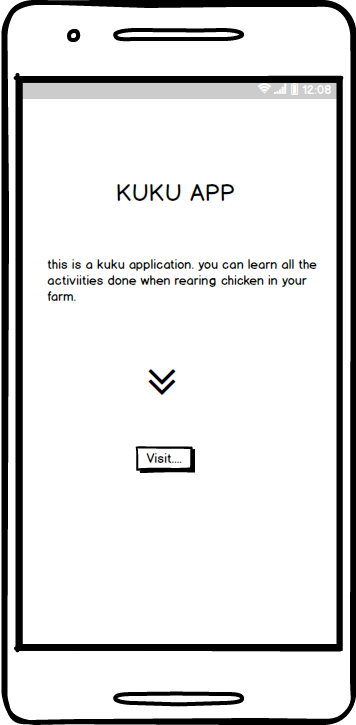 12:08
KUKU APP
this is a kuku application. you can learn all the
activiities done when rearing chicken in your
farm.
Visit....